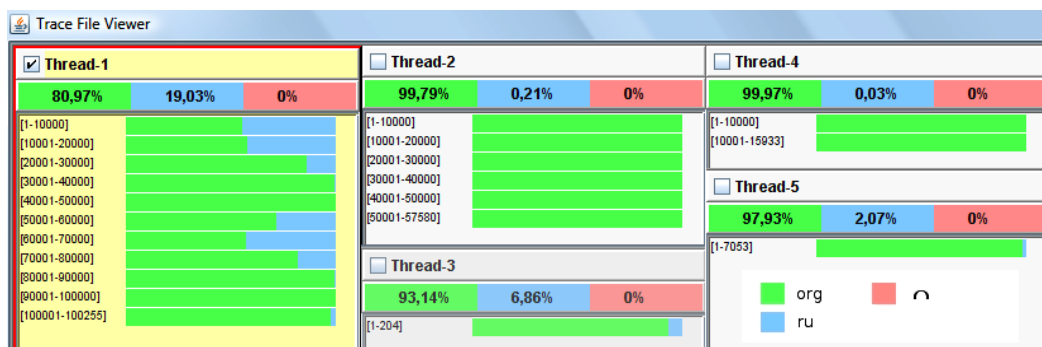 Trace File Viewer
Thread-1
80,97% 19,03% 0%
[1-10000]
[10001-20000]
[20001-30000]
[30001-40000]
[40001-50000]
[50001-60000]
[60001-70000]
[70001-80000]
[80001-90000]
[90001-100000]
[100001-100255]
Thread-2
99,79% 0,21% 0%
[1-10000]
[10001-20000]
[20001-30000]
[30001-40000]
[40001-50000]
[50001-57580]
Thread-3
93,14% 6,86% 0%
[1-204]
Thread-4
99,97% 0,03% 0%
[1-10000]
[10001-15933]
Thread-5
97,93% 2,07% 0%
[1-7053]
org
∩
ru